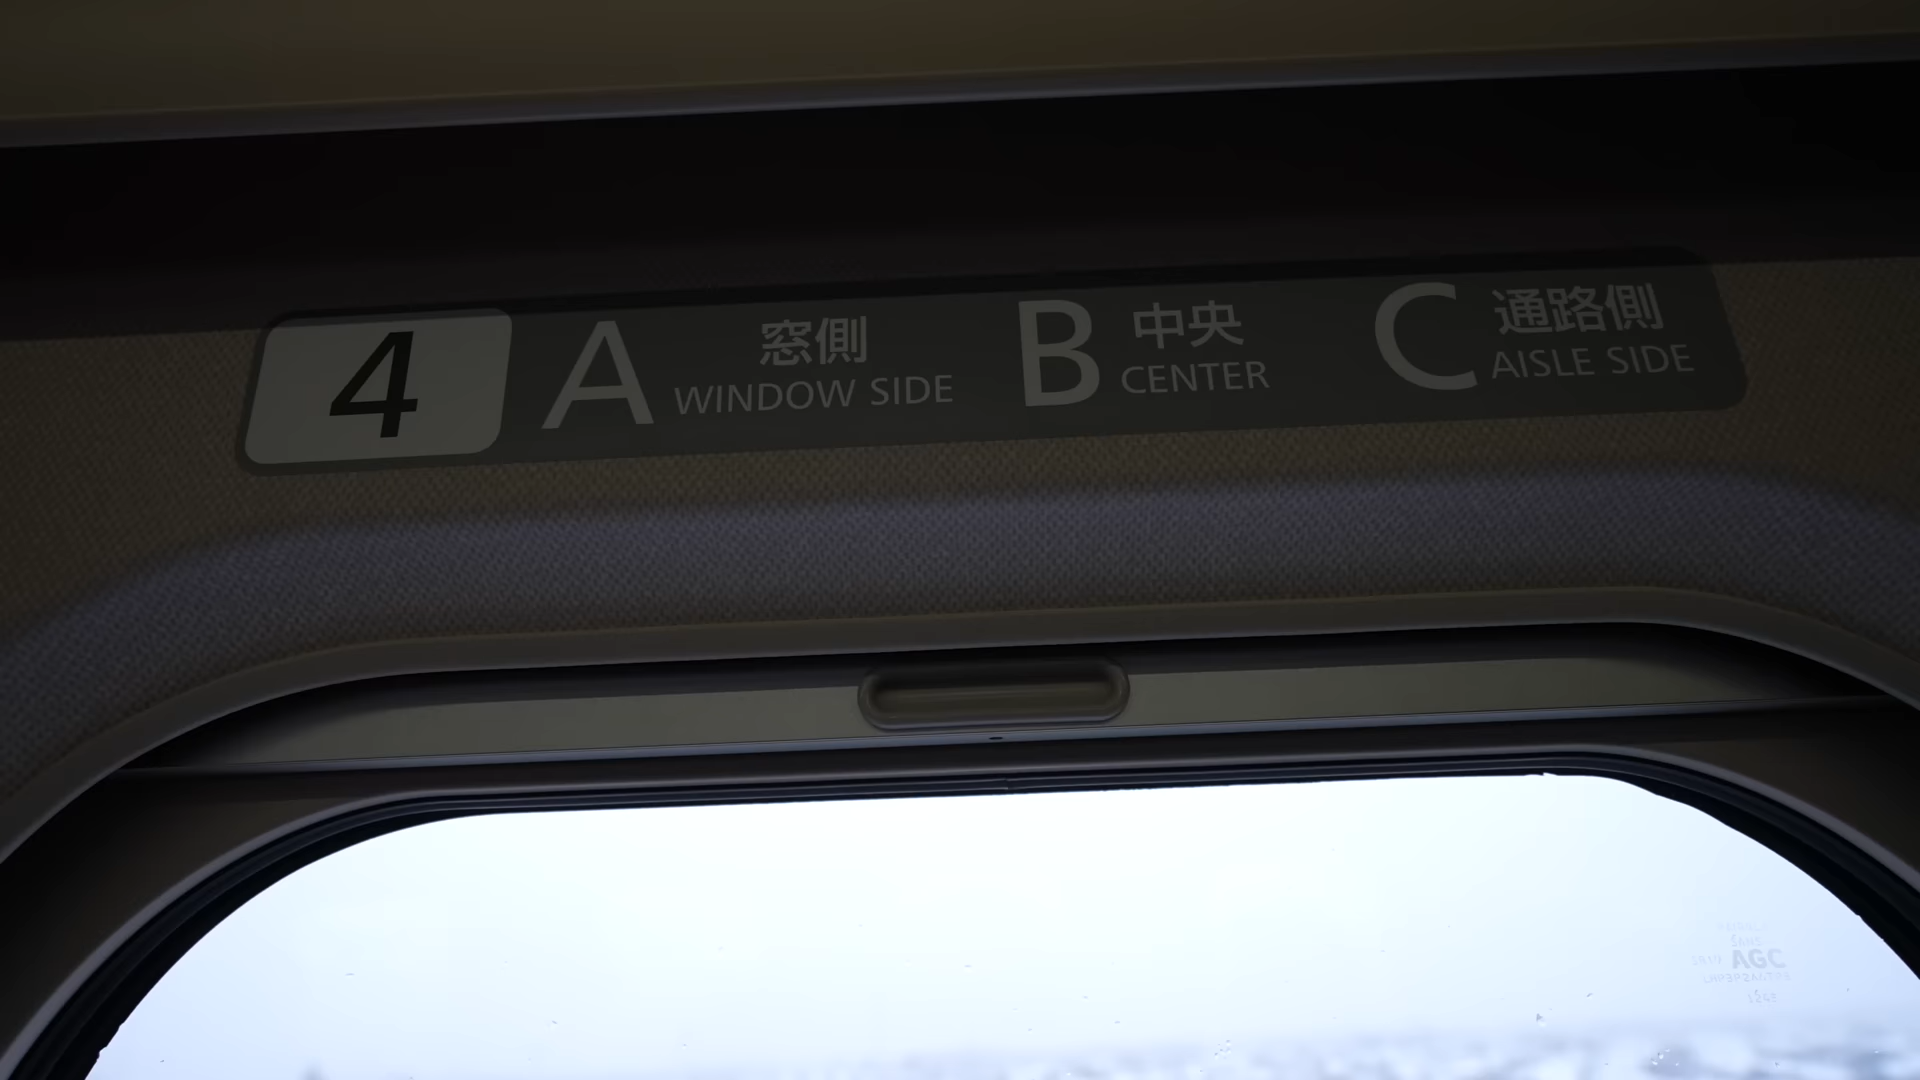 4
A 窓側
WINDOW SIDE
B 中央
CENTER
C 通路側
AISLE SIDE
AGC